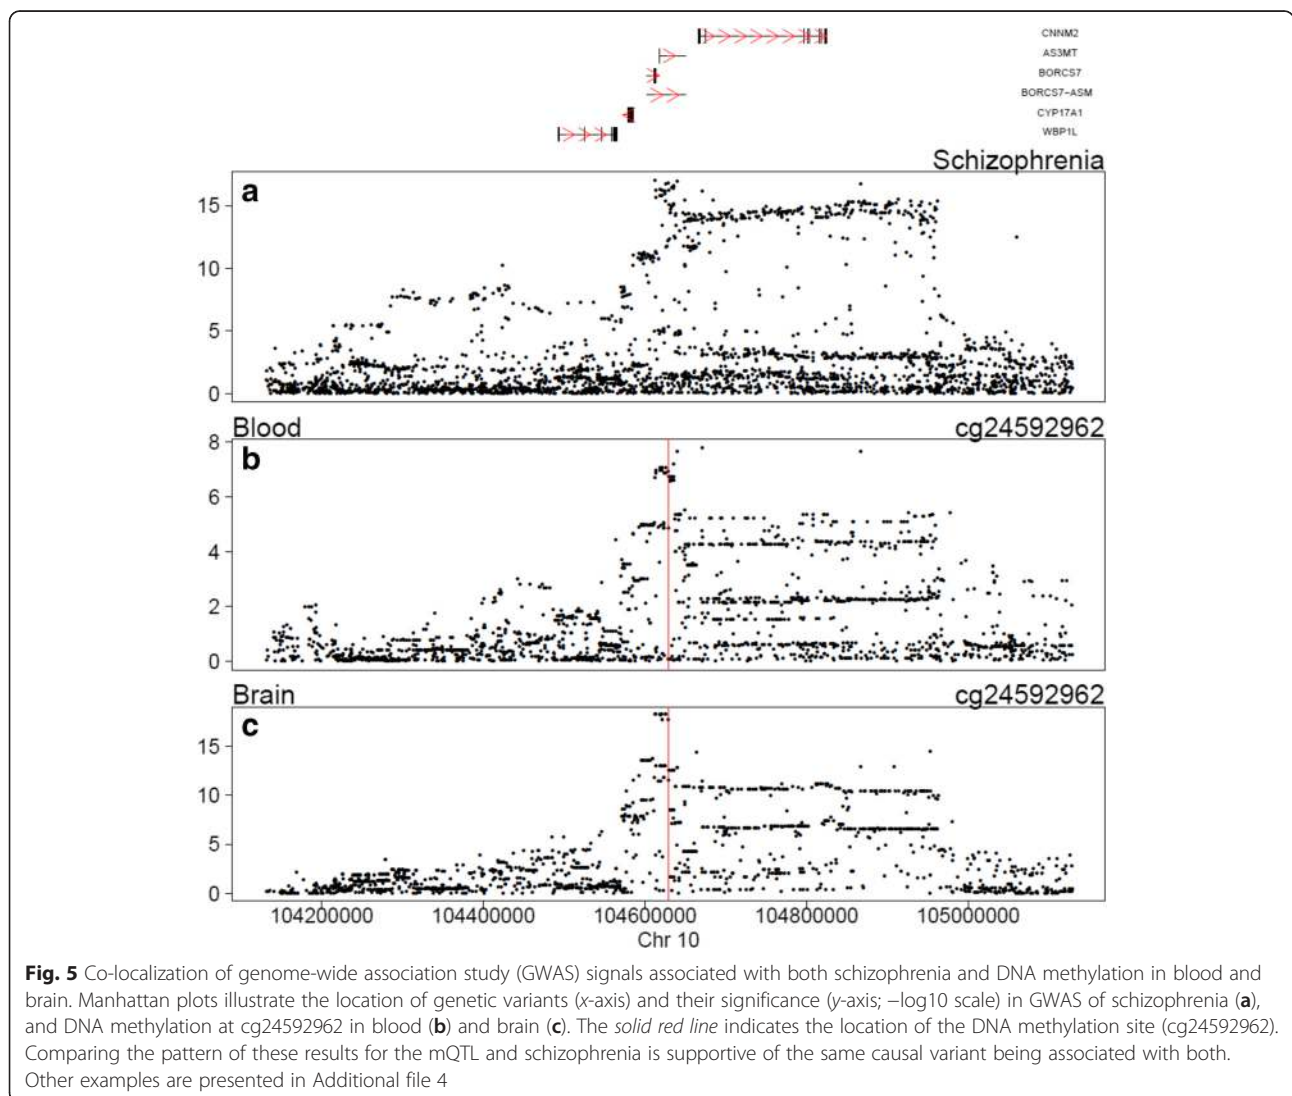 CNNM2
AS3MT
BORCS7
BORCS7-ASM
CYP17A1
WBP1L
Schizophrenia
a
15
10
5
0
Blood cg24592962
b
8
6
4
2
0
Brain cg24592962
c
15
10
5
0
104200000 104400000 104600000 104800000 105000000
Chr 10
Fig. 5 Co-localization of genome-wide association study (GWAS) signals associated with both schizophrenia and DNA methylation in blood and
brain. Manhattan plots illustrate the location of genetic variants (x-axis) and their significance (y-axis; −log10 scale) in GWAS of schizophrenia (a),
and DNA methylation at cg24592962 in blood (b) and brain (c). The solid red line indicates the location of the DNA methylation site (cg24592962).
Comparing the pattern of these results for the mQTL and schizophrenia is supportive of the same causal variant being associated with both.
Other examples are presented in Additional file 4